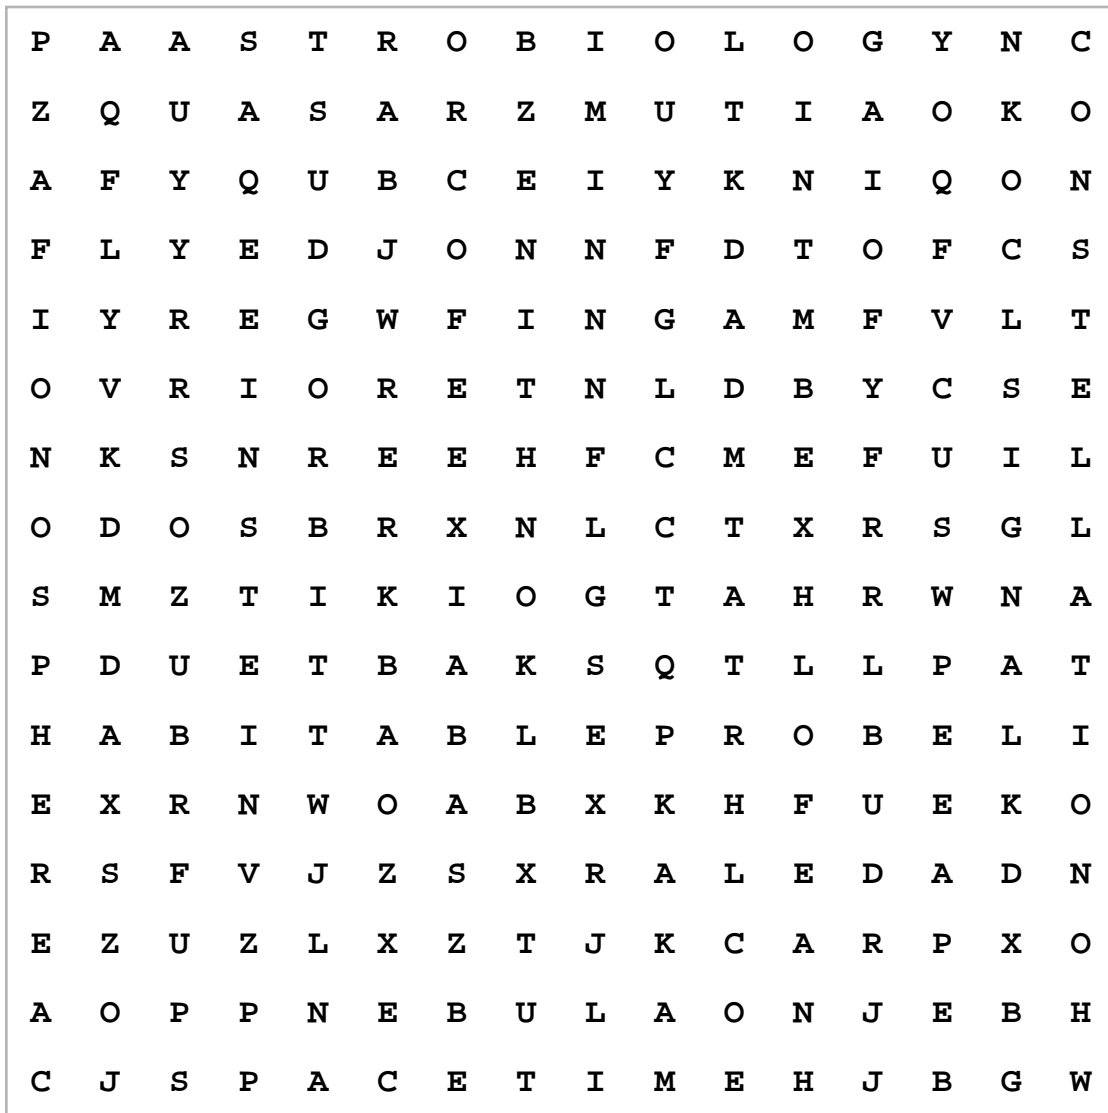 P A A S T R O B I O L O G Y N C
Z Q U A S A R Z M U T I A O K O
A F Y Q U B C E I Y K N I Q O N
F L Y E D J O N N F D T O F C S
I Y R E G W F I N G A M F V L T
O V R I O R E T N L D B Y C S E
N K S N R E E H F C M E F U I L
O D O S B R X N L C T X R S G L
S M Z T I K I O G T A H R W N A
P D U E T B A K S Q T L L P A T
H A B I T A B L E P R O B E L I
E X R N W O A B X K H F U E K O
R S F V J Z S X R A L E D A D N
E Z U Z L X Z T J K C A R P X O
A O P P N E B U L A O N J E B H
C J S P A C E T I M E H J B G W